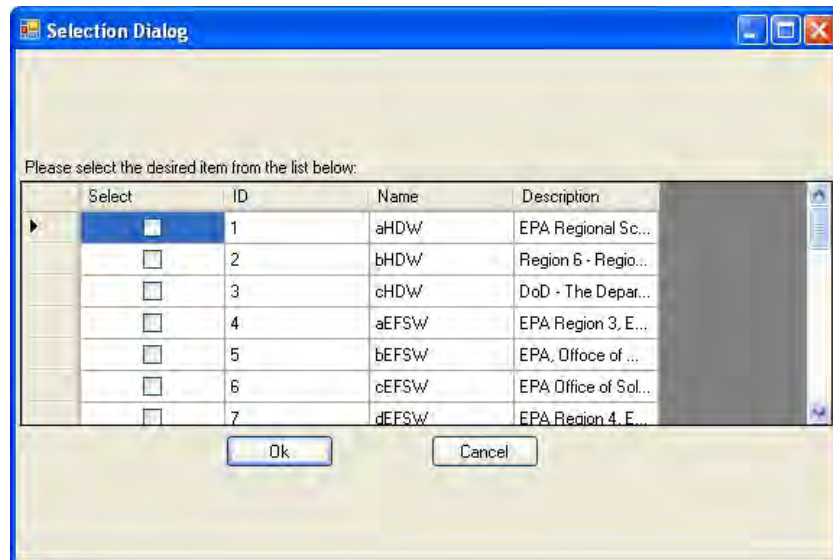 Selection Dialog
Please select the desired item from the list below:
Select ID Name Description
1 aHDW EPA Regional Sc...
2 bHDW Region 6 - Regio...
3 cHDW DoD - The Depar...
4 aEFSW EPA Region 3, E...
5 bEFSW EPA, Offoce of ...
6 cEFSW EPA Office of Sol...
7 dEFSW EPA Region 4, E...
Ok Cancel